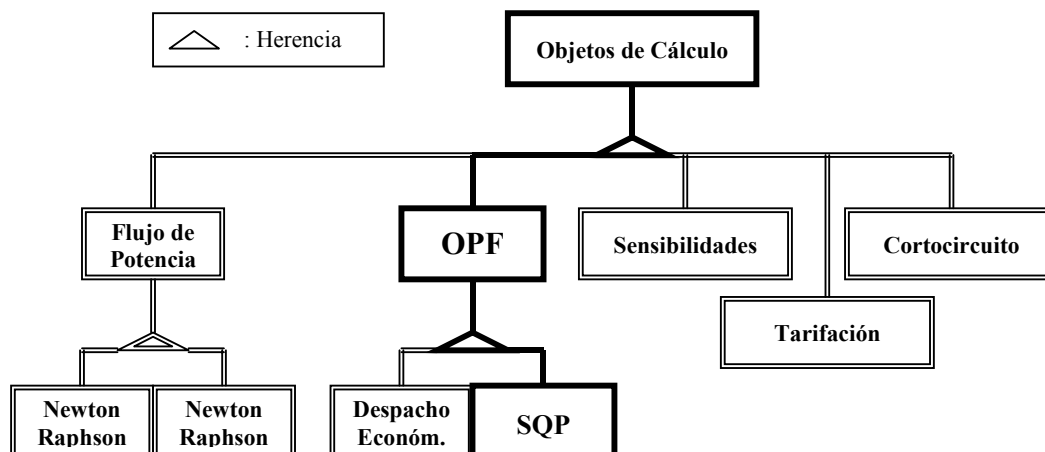 : Herencia
Objetos de Cálculo
Flujo de
Potencia
OPF
Sensibilidades
Cortocircuito
Tarifación
Newton
Raphson
Newton
Raphson
Despacho
Económ.
SQP